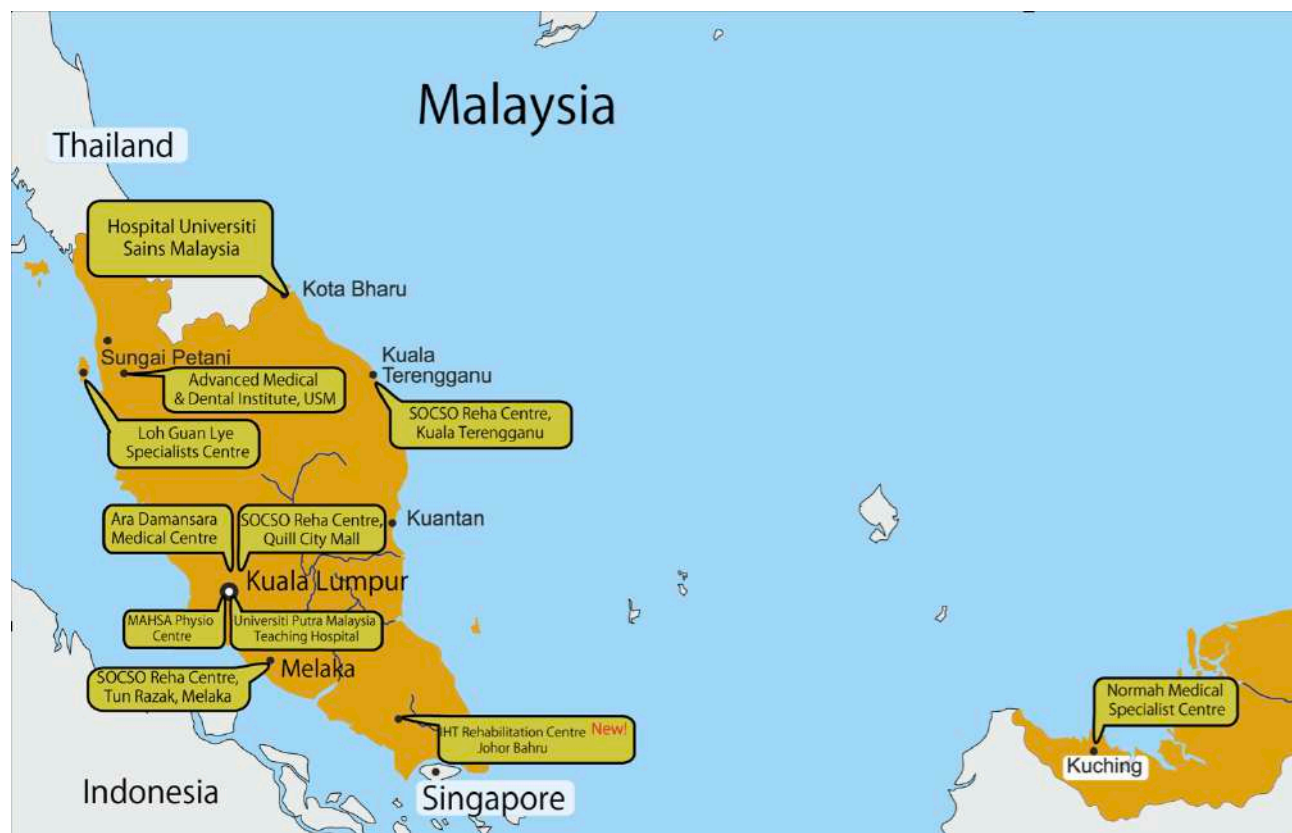 Malaysia
Thailand
Hospital Universiti
Sains Malaysia
Kota Bharu
Sungai Petani
Kuala
Terengganu
Advanced Medical
& Dental Institute, USM
SOCSO Reha Centre,
Kuala Terengganu
Loh Guan Lye
Specialists Centre
Ara Damansara
Medical Centre
SOCSO Reha Centre,
Quill City Mall
Kuantan
Kuala Lumpur
MAHSA Physio
Centre
Universiti Putra Malaysia
Teaching Hospital
Melaka
SOCSO Reha Centre,
Tun Razak, Melaka
Normah Medical
Specialist Centre
IHT Rehabilitation Centre New!
Johor Bahru
Kuching
Indonesia
Singapore